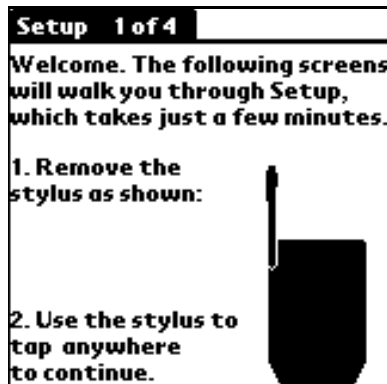 Setup 1 of 4
Welcome. The following screens
will walk you through Setup,
which takes just a few minutes.
1. Remove the
stylus as shown:
2. Use the stylus to
tap anywhere
to continue.